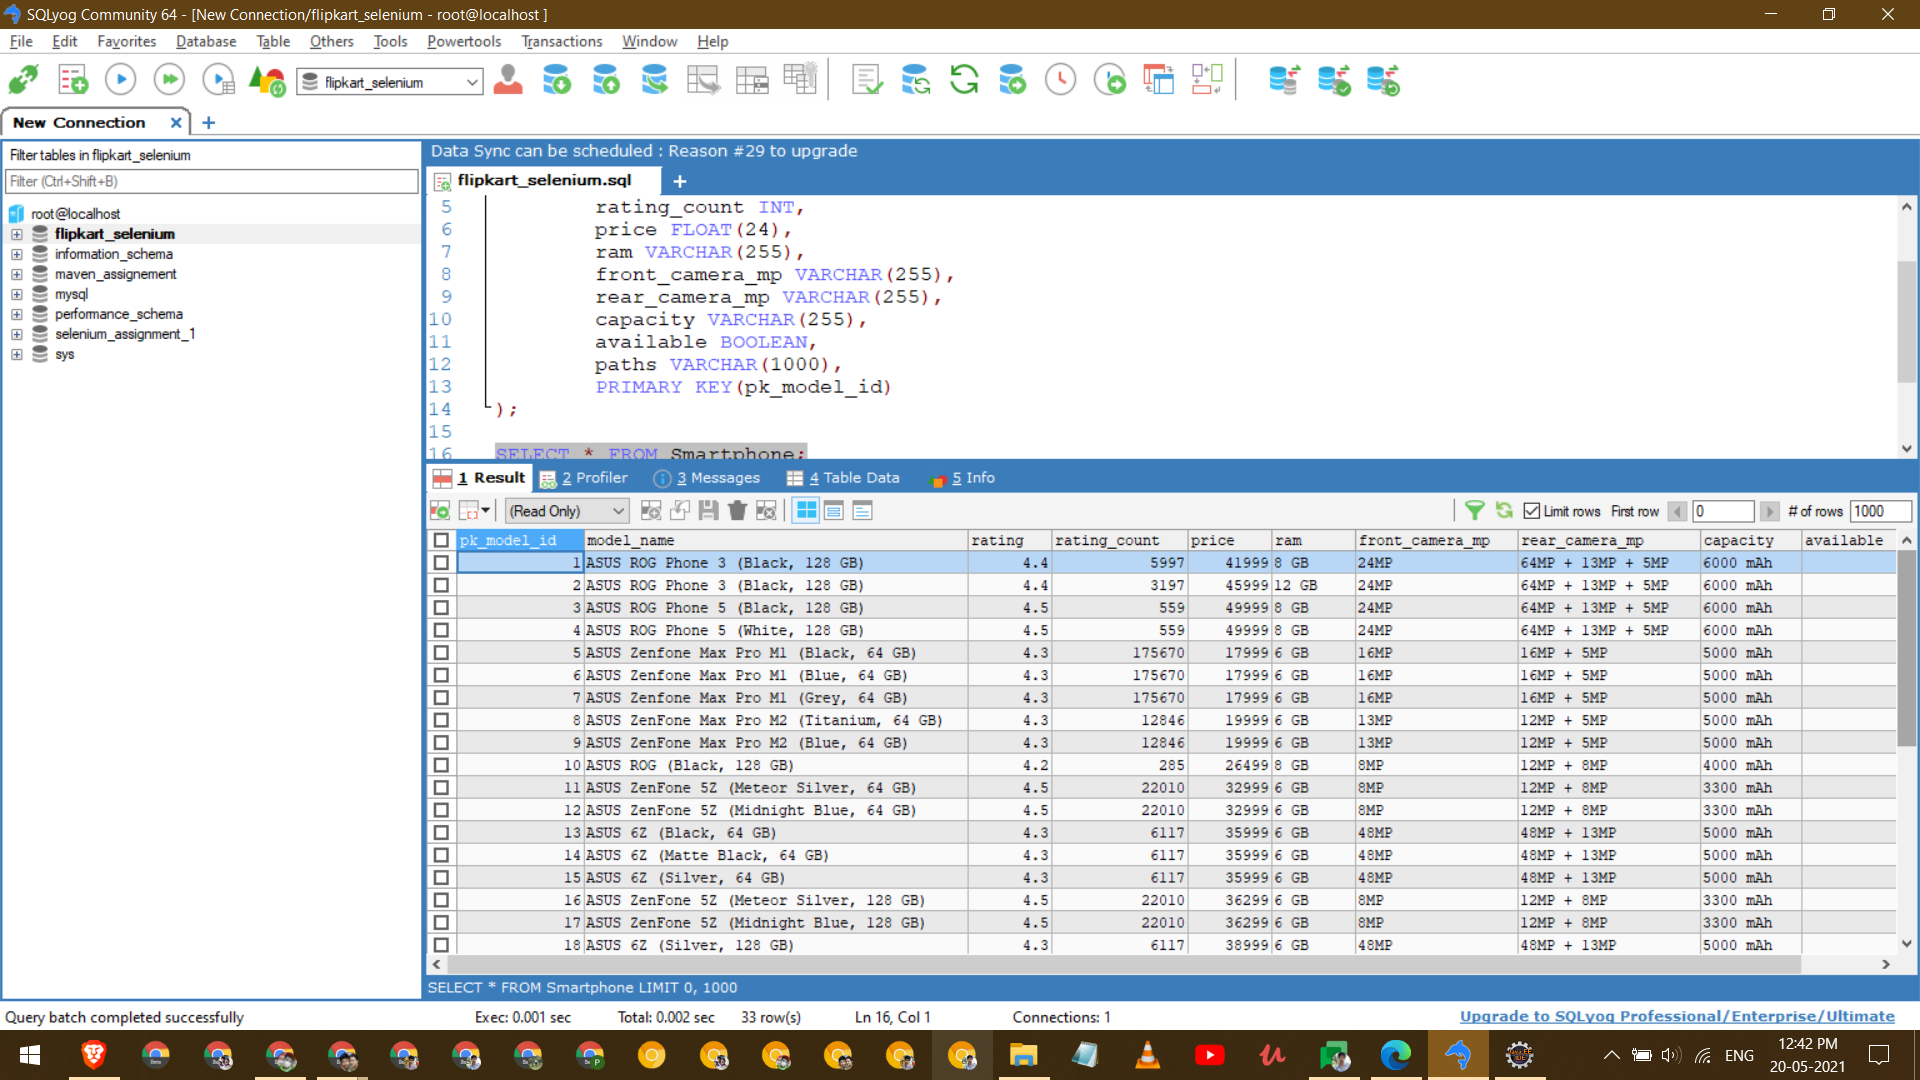 SQLyog Community 64 - [New Connection/flipkart_selenium - root@localhost ]
File Edit Favorites Database Table Others Tools Powertools Transactions Window Help
flipkart_selenium
New Connection
Filter tables in flipkart_selenium
Filter (Ctrl+Shift+B)
root@localhost
flipkart_selenium
information_schema
maven_assignement
mysql
performance_schema
selenium_assignment_1
sys
Data Sync can be scheduled : Reason #29 to upgrade
flipkart_selenium.sql
5 rating_count INT,
6 price FLOAT(24),
7 ram VARCHAR(255),
8 front_camera_mp VARCHAR(255),
9 rear_camera_mp VARCHAR(255),
10 capacity VARCHAR(255),
11 available BOOLEAN,
12 paths VARCHAR(1000),
13 PRIMARY KEY(pk_model_id)
14 );
15
16 SELECT * FROM Smartphone;
1 Result 2 Profiler 3 Messages 4 Table Data 5 Info
(Read Only) Limit rows First row 0 # of rows 1000
pk_model_id model_name rating rating_count price ram front_camera_mp rear_camera_mp capacity available
1 ASUS ROG Phone 3 (Black, 128 GB) 4.4 5997 41999 8 GB 24MP 64MP + 13MP + 5MP 6000 mAh
2 ASUS ROG Phone 3 (Black, 128 GB) 4.4 3197 45999 12 GB 24MP 64MP + 13MP + 5MP 6000 mAh
3 ASUS ROG Phone 5 (Black, 128 GB) 4.5 559 49999 8 GB 24MP 64MP + 13MP + 5MP 6000 mAh
4 ASUS ROG Phone 5 (White, 128 GB) 4.5 559 49999 8 GB 24MP 64MP + 13MP + 5MP 6000 mAh
5 ASUS Zenfone Max Pro M1 (Black, 64 GB) 4.3 175670 17999 6 GB 16MP 16MP + 5MP 5000 mAh
6 ASUS Zenfone Max Pro M1 (Blue, 64 GB) 4.3 175670 17999 6 GB 16MP 16MP + 5MP 5000 mAh
7 ASUS Zenfone Max Pro M1 (Grey, 64 GB) 4.3 175670 17999 6 GB 16MP 16MP + 5MP 5000 mAh
8 ASUS ZenFone Max Pro M2 (Titanium, 64 GB) 4.3 12846 19999 6 GB 13MP 12MP + 5MP 5000 mAh
9 ASUS ZenFone Max Pro M2 (Blue, 64 GB) 4.3 12846 19999 6 GB 13MP 12MP + 5MP 5000 mAh
10 ASUS ROG (Black, 128 GB) 4.2 285 26499 8 GB 8MP 12MP + 8MP 4000 mAh
11 ASUS ZenFone 5Z (Meteor Silver, 64 GB) 4.5 22010 32999 6 GB 8MP 12MP + 8MP 3300 mAh
12 ASUS ZenFone 5Z (Midnight Blue, 64 GB) 4.5 22010 32999 6 GB 8MP 12MP + 8MP 3300 mAh
13 ASUS 6Z (Black, 64 GB) 4.3 6117 35999 6 GB 48MP 48MP + 13MP 5000 mAh
14 ASUS 6Z (Matte Black, 64 GB) 4.3 6117 35999 6 GB 48MP 48MP + 13MP 5000 mAh
15 ASUS 6Z (Silver, 64 GB) 4.3 6117 35999 6 GB 48MP 48MP + 13MP 5000 mAh
16 ASUS ZenFone 5Z (Meteor Silver, 128 GB) 4.5 22010 36299 6 GB 8MP 12MP + 8MP 3300 mAh
17 ASUS ZenFone 5Z (Midnight Blue, 128 GB) 4.5 22010 36299 6 GB 8MP 12MP + 8MP 3300 mAh
18 ASUS 6Z (Silver, 128 GB) 4.3 6117 38999 6 GB 48MP 48MP + 13MP 5000 mAh
SELECT * FROM Smartphone LIMIT 0, 1000
Query batch completed successfully Exec: 0.001 sec Total: 0.002 sec 33 row(s) Ln 16, Col 1 Connections: 1 Upgrade to SQLyog Professional/Enterprise/Ultimate
ENG 12:42 PM
20-05-2021